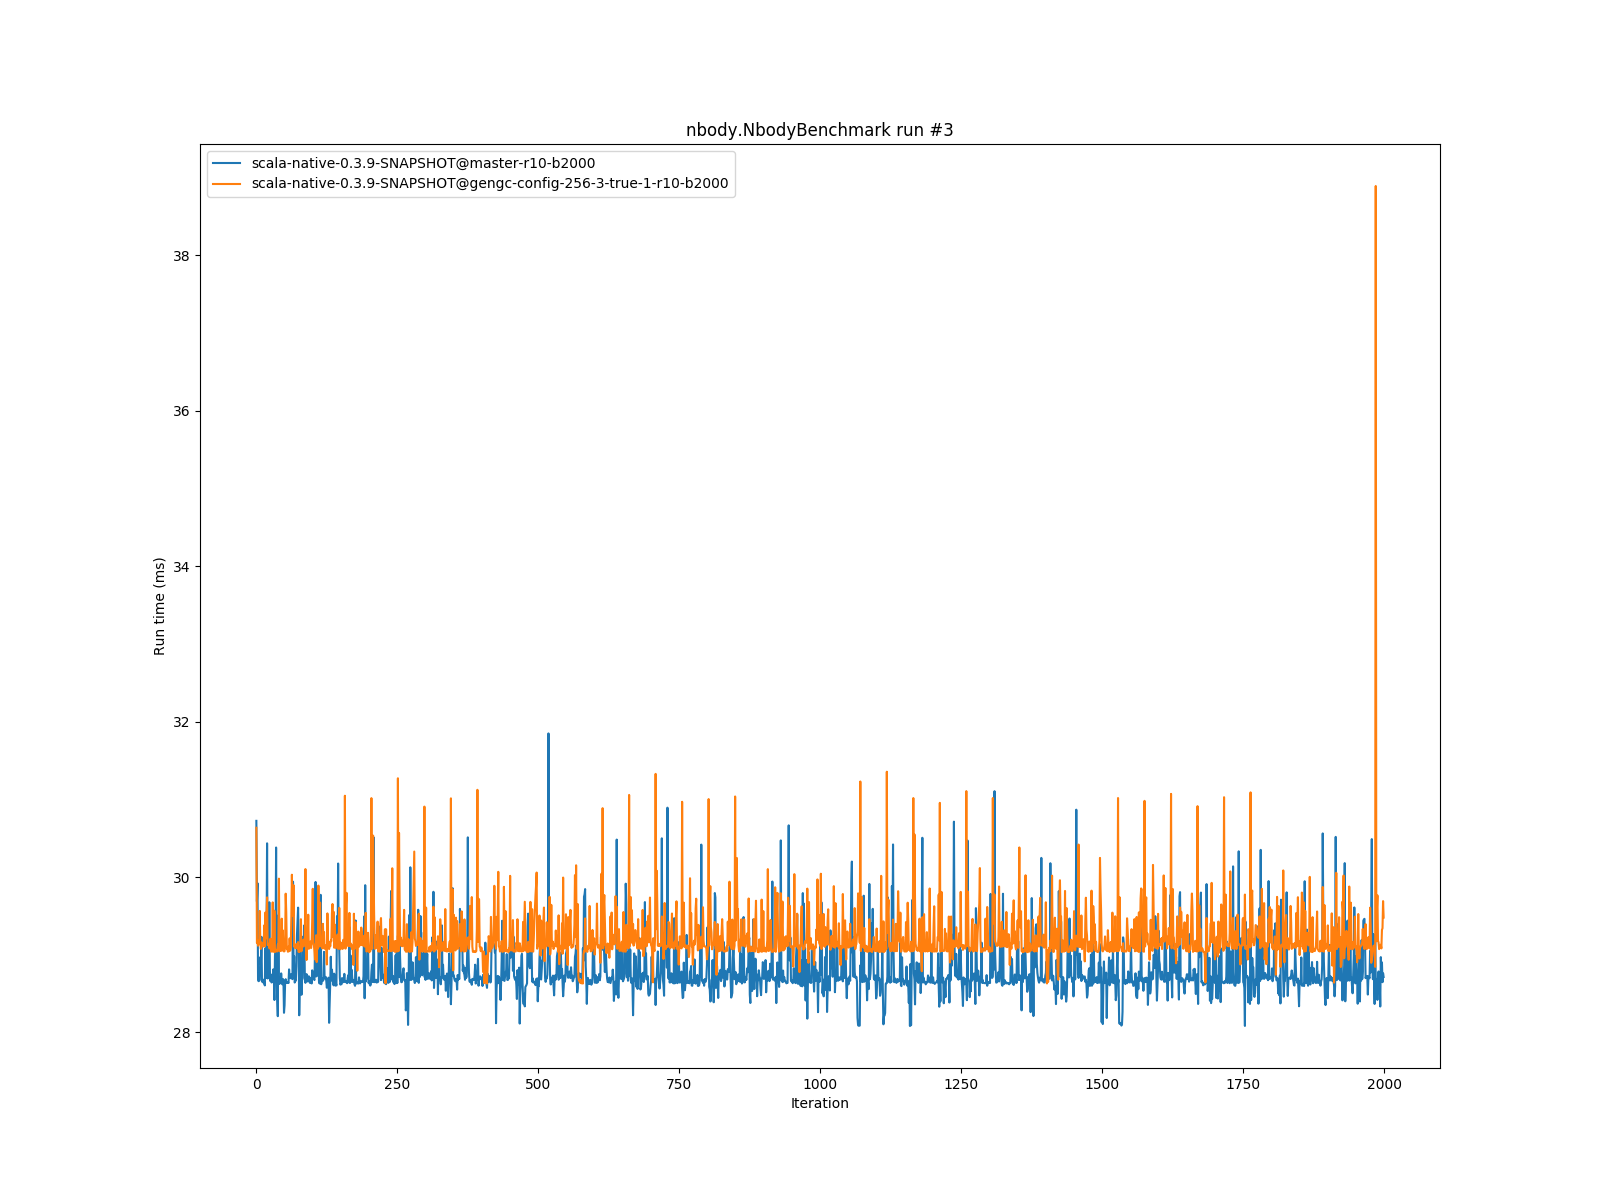 nbody.NbodyBenchmark run #3
scala-native-0.3.9-SNAPSHOT@master-r10-b2000
scala-native-0.3.9-SNAPSHOT@gengc-config-256-3-true-1-r10-b2000
38
36
34
32
30
28
Run time (ms)
0 250 500 750 1000 1250 1500 1750 2000
Iteration